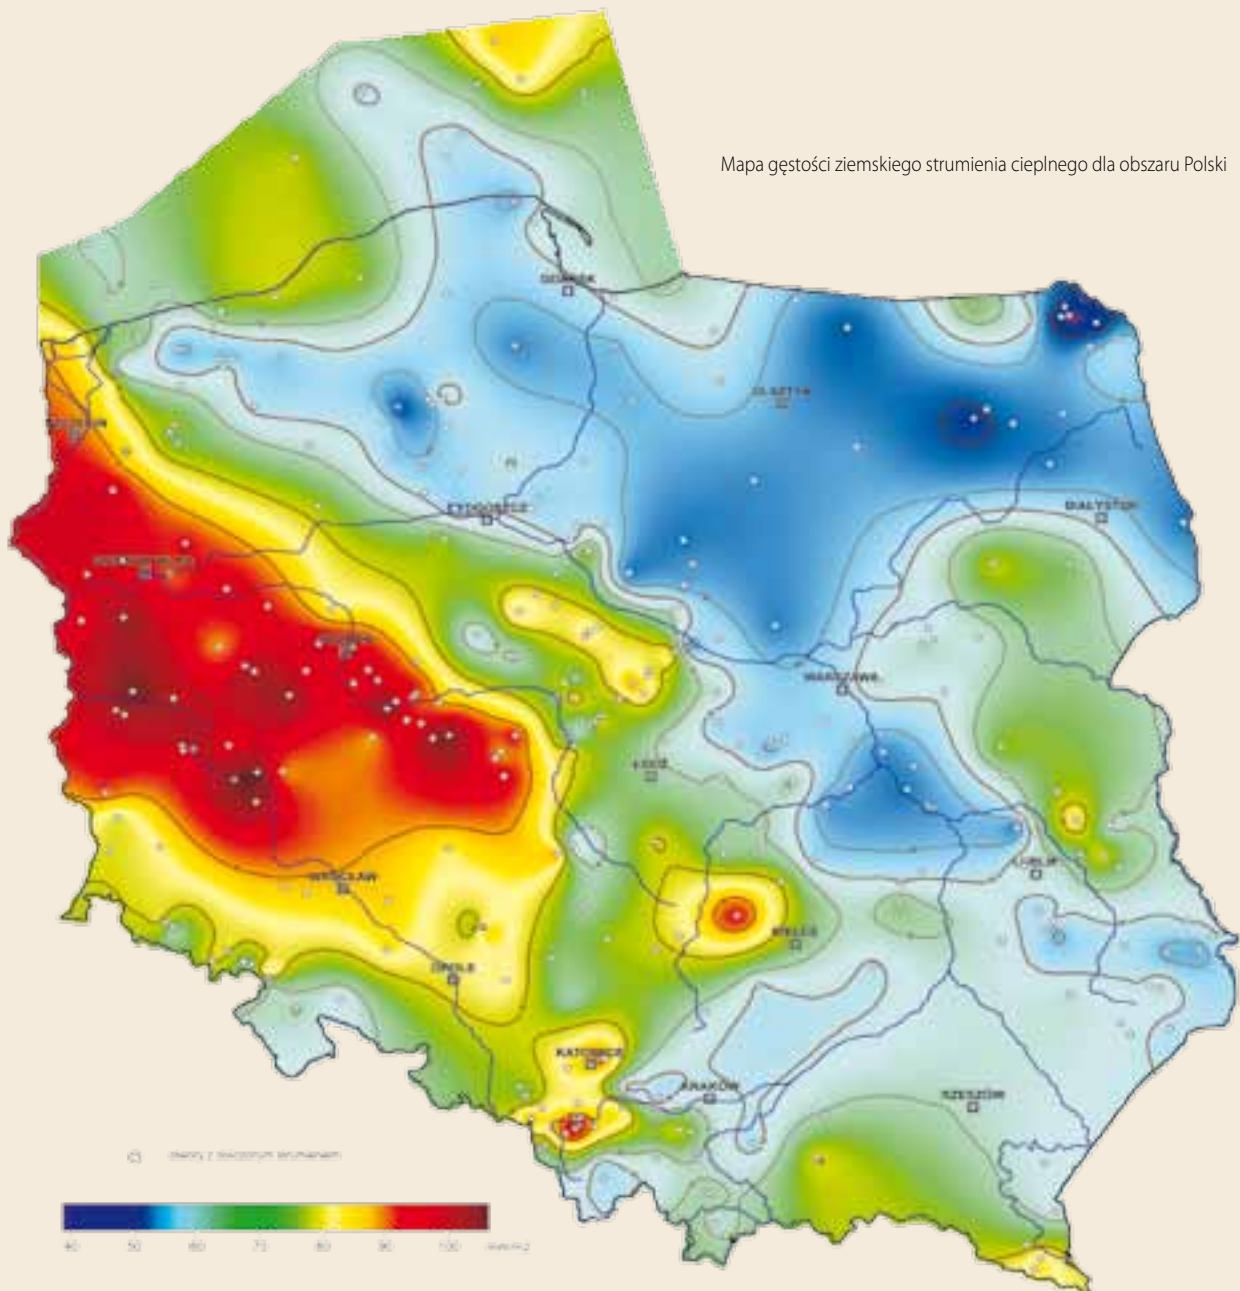 Mapa gęstości ziemskiego strumienia cieplnego dla obszaru Polski
GDAŃSK
OLSZTYN
BYDGOSZCZ
BIAŁYSTOK
WARSZAWA
ŁÓDŹ
LUBLIN
WROCŁAW
KIELCE
OPOLE
KATOWICE
KRAKÓW
RZESZÓW
40 50 60 70 80 90 100